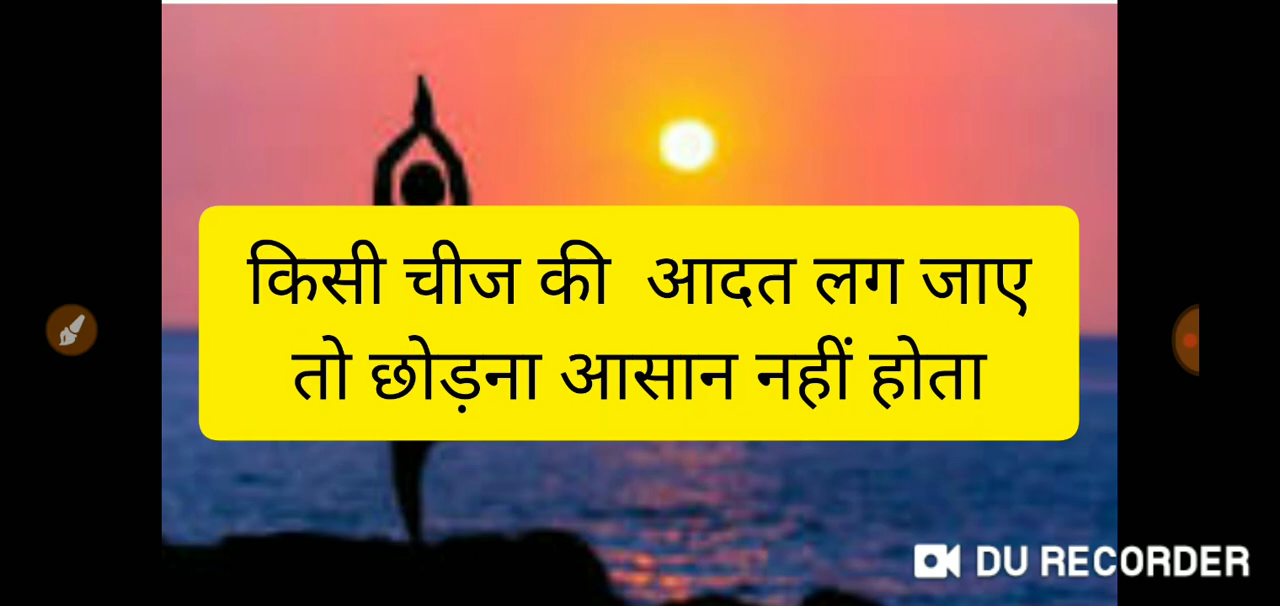 किसी चीज की आदत लग जाए
तो छोड़ना आसान नहीं होता
DU RECORDER